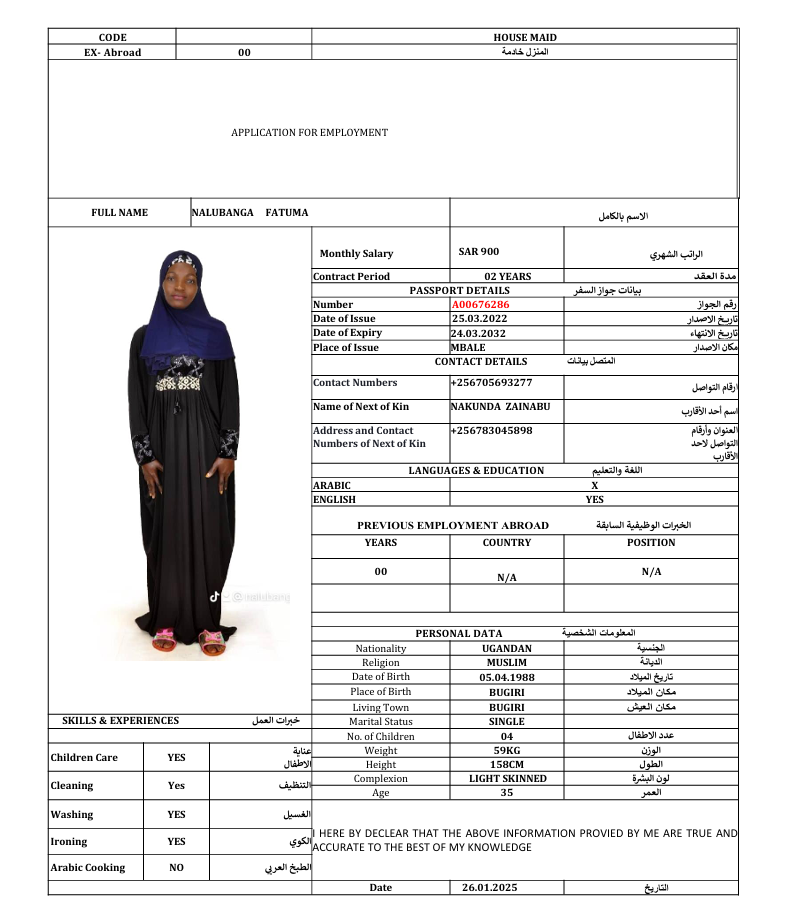 CODE HOUSE MAID
EX- Abroad 00 المنزل خادمة
APPLICATION FOR EMPLOYMENT
FULL NAME NALUBANGA FATUMA الاسم بالكامل
Monthly Salary SAR 900 الراتب الشهري
Contract Period 02 YEARS مدة العقد
PASSPORT DETAILS بيانات جواز السفر
Number A00676286 رقم الجواز
Date of Issue 25.03.2022 تاريخ الاصدار
Date of Expiry 24.03.2032 تاريخ الانتهاء
Place of Issue MBALE مكان الاصدار
CONTACT DETAILS المتصل بيانات
Contact Numbers +256705693277 ارقام التواصل
Name of Next of Kin NAKUNDA ZAINABU اسم أحد الأقارب
Address and Contact +256783045898 العنوان وأرقام
Numbers of Next of Kin التواصل لاحد
الأقارب
LANGUAGES & EDUCATION اللغة والتعليم
ARABIC X
ENGLISH YES
PREVIOUS EMPLOYMENT ABROAD الخبرات الوظيفية السابقة
YEARS COUNTRY POSITION
00 N/A N/A
PERSONAL DATA المعلومات الشخصية
Nationality UGANDAN الجنسية
Religion MUSLIM الديانة
Date of Birth 05.04.1988 تاريخ الميلاد
Place of Birth BUGIRI مكان الميلاد
Living Town BUGIRI مكان العيش
Marital Status SINGLE
No. of Children 04 عدد الاطفال
Weight 59KG الوزن
Height 158CM الطول
Complexion LIGHT SKINNED لون البشرة
Age 35 العمر
SKILLS & EXPERIENCES خبرات العمل
Children Care YES عناية
الاطفال
Cleaning Yes التنظيف
Washing YES الغسيل
Ironing YES الكوي
Arabic Cooking NO الطبخ العربي
I HERE BY DECLEAR THAT THE ABOVE INFORMATION PROVIED BY ME ARE TRUE AND
ACCURATE TO THE BEST OF MY KNOWLEDGE
Date 26.01.2025 التاريخ